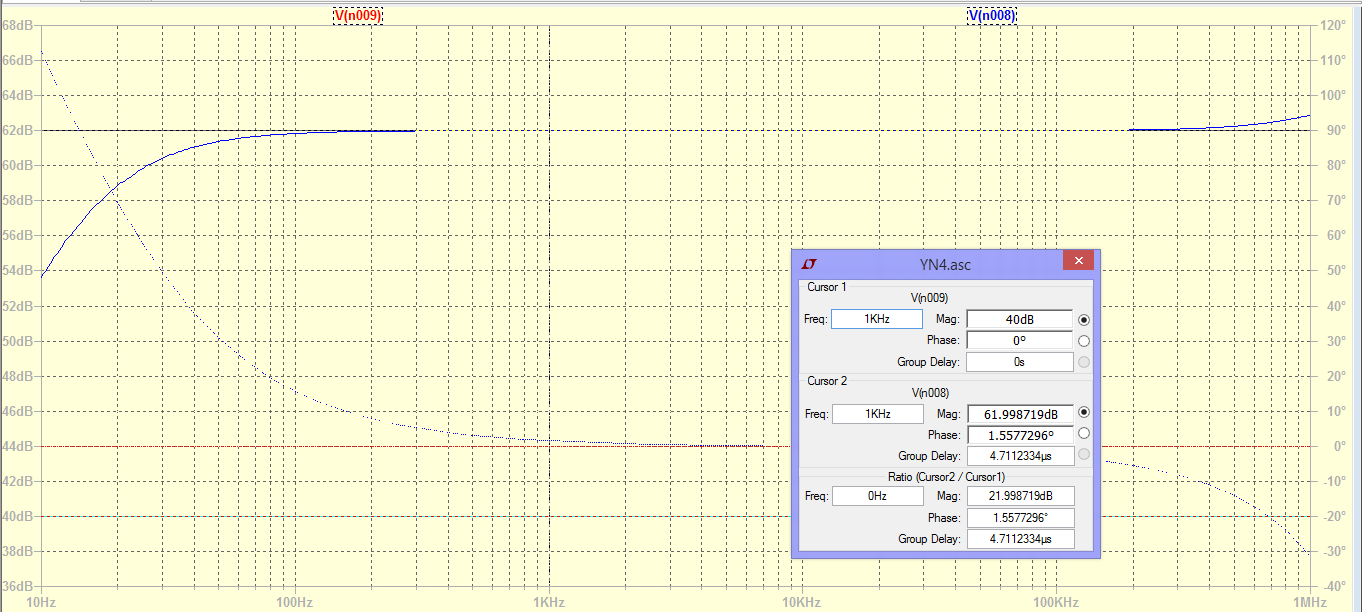 V(n009) V(n008)
68dB 120°
66dB 110°
64dB 100°
62dB 90°
60dB 80°
58dB 70°
56dB 60°
54dB 50°
52dB 40°
50dB 30°
48dB 20°
46dB 10°
44dB 0°
42dB -10°
40dB -20°
38dB -30°
36dB -40°
10Hz 100Hz 1KHz 10KHz 100KHz 1MHz
YN4.asc
Cursor 1
V(n009)
Freq: 1KHz Mag: 40dB
Phase: 0°
Group Delay: 0s
Cursor 2
V(n008)
Freq: 1KHz Mag: 61.998719dB
Phase: 1.5577296°
Group Delay: 4.7112334µs
Ratio (Cursor2 / Cursor1)
Freq: 0Hz Mag: 21.998719dB
Phase: 1.5577296°
Group Delay: 4.7112334µs